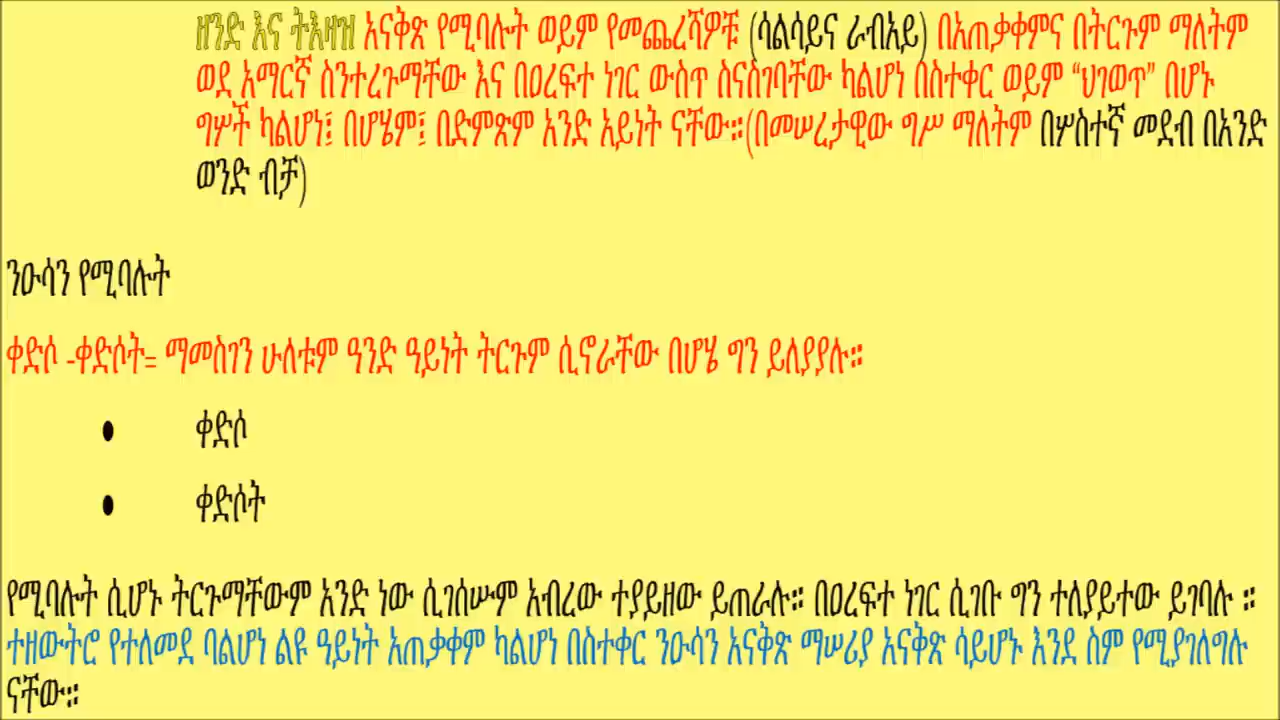 ዘንድ እና ትእዛዝ አናቅጽ የሚባሉት ወይም የመጨረሻዎቹ (ሳልሳይና ራብአይ) በአጠቃቀምና በትርጉም ማለትም
ወደ አማርኛ ስንተረጉማቸው እና በዐረፍተ ነገር ውስጥ ስናስገባቸው ካልሆነ በስተቀር ወይም “ህገወጥ” በሆኑ
ግሦች ካልሆነ፤ በሆሄም፤ በድምጽም አንድ አይነት ናቸው።(በመሠረታዊው ግሥ ማለትም በሦስተኛ መደብ በአንድ
ወንድ ብቻ)
ንዑሳን የሚባሉት
ቀድሶ -ቀድሶት= ማመስገን ሁለቱም ዓንድ ዓይነት ትርጉም ሲኖራቸው በሆሄ ግን ይለያያሉ።
• ቀድሶ
• ቀድሶት
የሚባሉት ሲሆኑ ትርጉማቸውም አንድ ነው ሲገሰሡም አብረው ተያይዘው ይጠራሉ። በዐረፍተ ነገር ሲገቡ ግን ተለያይተው ይገባሉ ።
ተዘውትሮ የተለመደ ባልሆነ ልዩ ዓይነት አጠቃቀም ካልሆነ በስተቀር ንዑሳን አናቅጽ ማሠሪያ አናቅጽ ሳይሆኑ እንደ ስም የሚያገለግሉ
ናቸው።